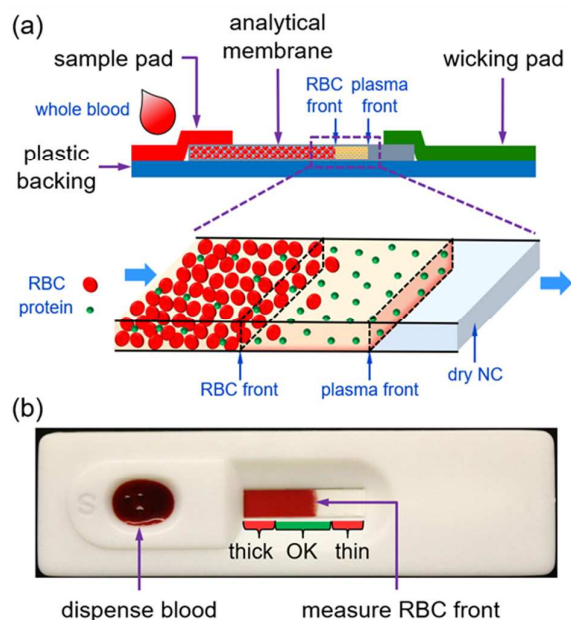 (a)
analytical
membrane
sample pad
wicking pad
RBC
front
plasma
front
whole blood
plastic
backing
RBC
protein
RBC front
plasma front
dry NC
(b)
S
thick
OK
thin
dispense blood
measure RBC front